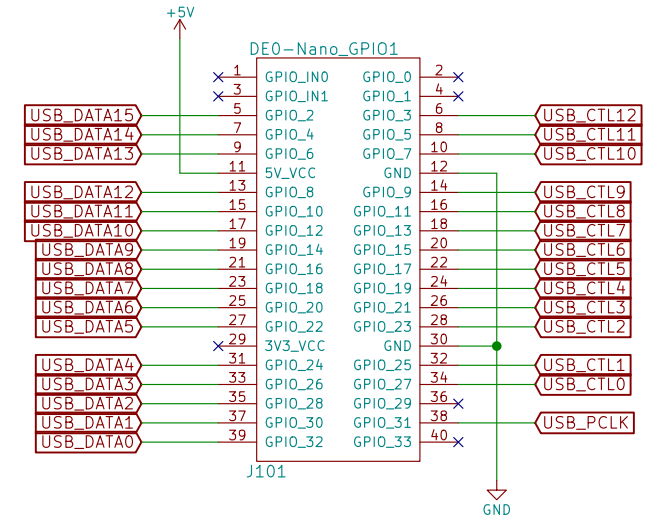 +5V
DE0-Nano_GPIO1
1 GPIO_IN0 GPIO_0 2
3 GPIO_IN1 GPIO_1 4
USB_DATA15 5 GPIO_2 GPIO_3 6 USB_CTL12
USB_DATA14 7 GPIO_4 GPIO_5 8 USB_CTL11
USB_DATA13 9 GPIO_6 GPIO_7 10 USB_CTL10
11 5V_VCC GND 12
USB_DATA12 13 GPIO_8 GPIO_9 14 USB_CTL9
USB_DATA11 15 GPIO_10 GPIO_11 16 USB_CTL8
USB_DATA10 17 GPIO_12 GPIO_13 18 USB_CTL7
USB_DATA9 19 GPIO_14 GPIO_15 20 USB_CTL6
USB_DATA8 21 GPIO_16 GPIO_17 22 USB_CTL5
USB_DATA7 23 GPIO_18 GPIO_19 24 USB_CTL4
USB_DATA6 25 GPIO_20 GPIO_21 26 USB_CTL3
USB_DATA5 27 GPIO_22 GPIO_23 28 USB_CTL2
29 3V3_VCC GND 30
USB_DATA4 31 GPIO_24 GPIO_25 32 USB_CTL1
USB_DATA3 33 GPIO_26 GPIO_27 34 USB_CTL0
USB_DATA2 35 GPIO_28 GPIO_29 36
USB_DATA1 37 GPIO_30 GPIO_31 38 USB_PCLK
USB_DATA0 39 GPIO_32 GPIO_33 40
J101
GND